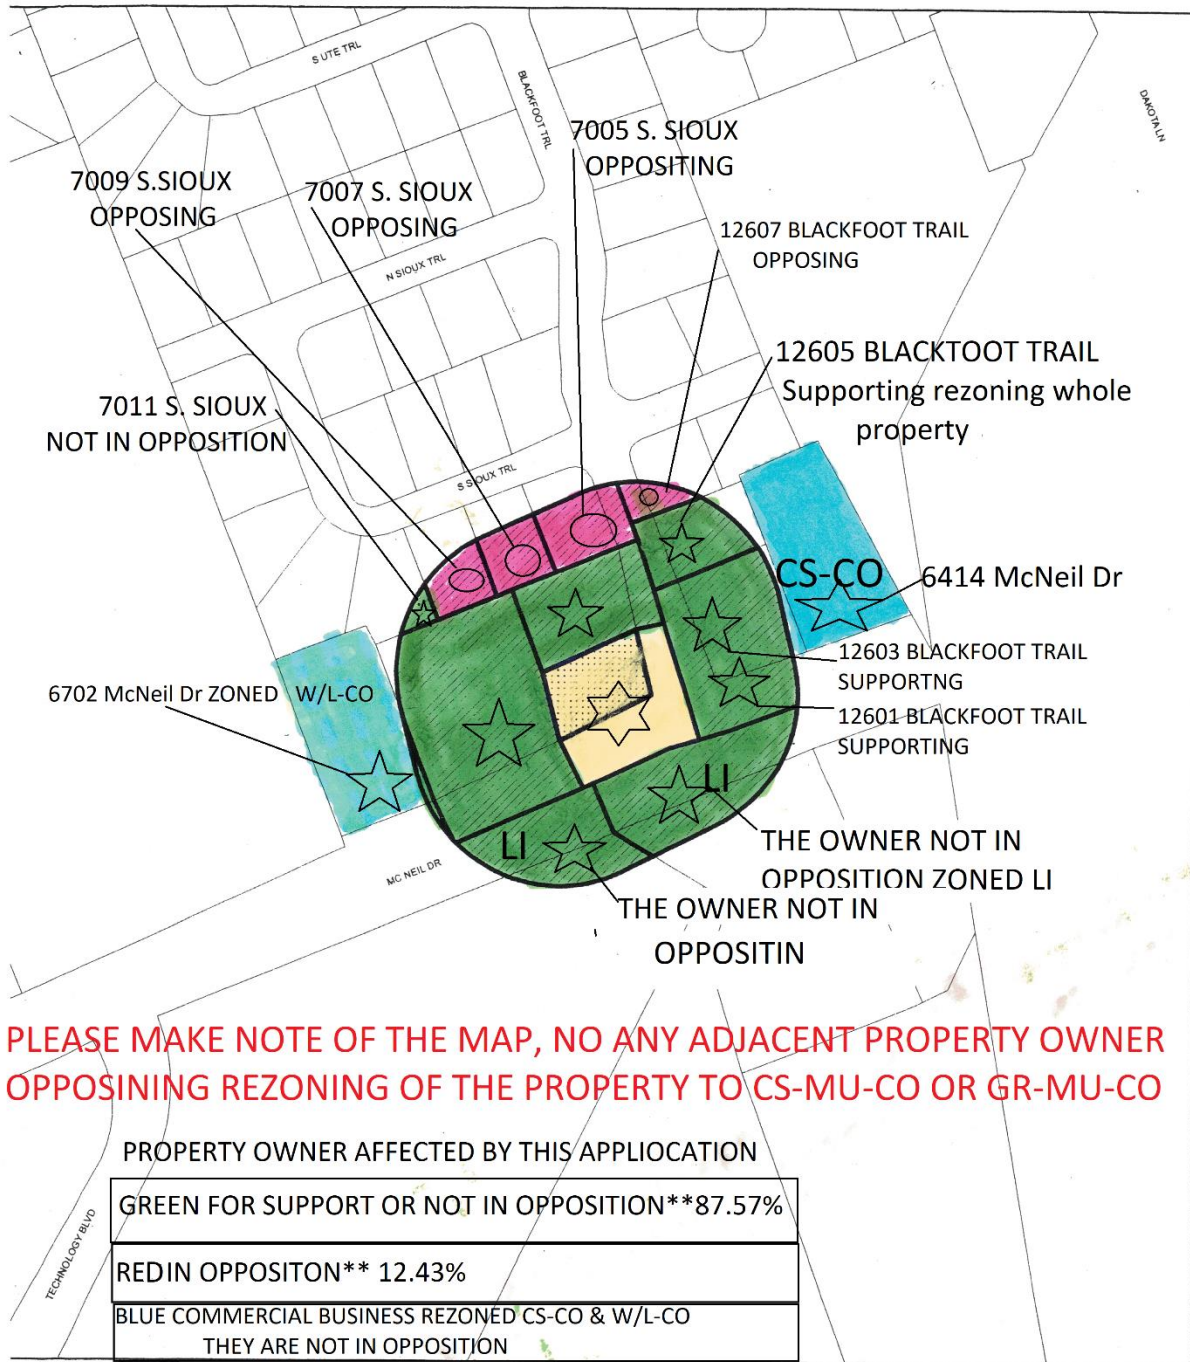 S UTE TRL
BLACKFOOT TRL
DAKOTA LN
7005 S. SIOUX
OPPOSITING
7009 S.SIOUX
OPPOSING
7007 S. SIOUX
OPPOSING
12607 BLACKFOOT TRAIL
OPPOSING
N SIOUX TRL
12605 BLACKTOOT TRAIL
Supporting rezoning whole
property
7011 S. SIOUX
NOT IN OPPOSITION
S SIOUX TRL
CS-CO
6414 McNeil Dr
12603 BLACKFOOT TRAIL
SUPPORTNG
6702 McNeil Dr ZONED W/L-CO
12601 BLACKFOOT TRAIL
SUPPORTING
LI
LI
THE OWNER NOT IN
OPPOSITION ZONED LI
MC NEIL DR
THE OWNER NOT IN
OPPOSITIN
PLEASE MAKE NOTE OF THE MAP, NO ANY ADJACENT PROPERTY OWNER
OPPOSINING REZONING OF THE PROPERTY TO CS-MU-CO OR GR-MU-CO
PROPERTY OWNER AFFECTED BY THIS APPLIOCATION
GREEN FOR SUPPORT OR NOT IN OPPOSITION**87.57%
REDIN OPPOSITON** 12.43%
BLUE COMMERCIAL BUSINESS REZONED CS-CO & W/L-CO
THEY ARE NOT IN OPPOSITION
TECHNOLOGY BLVD